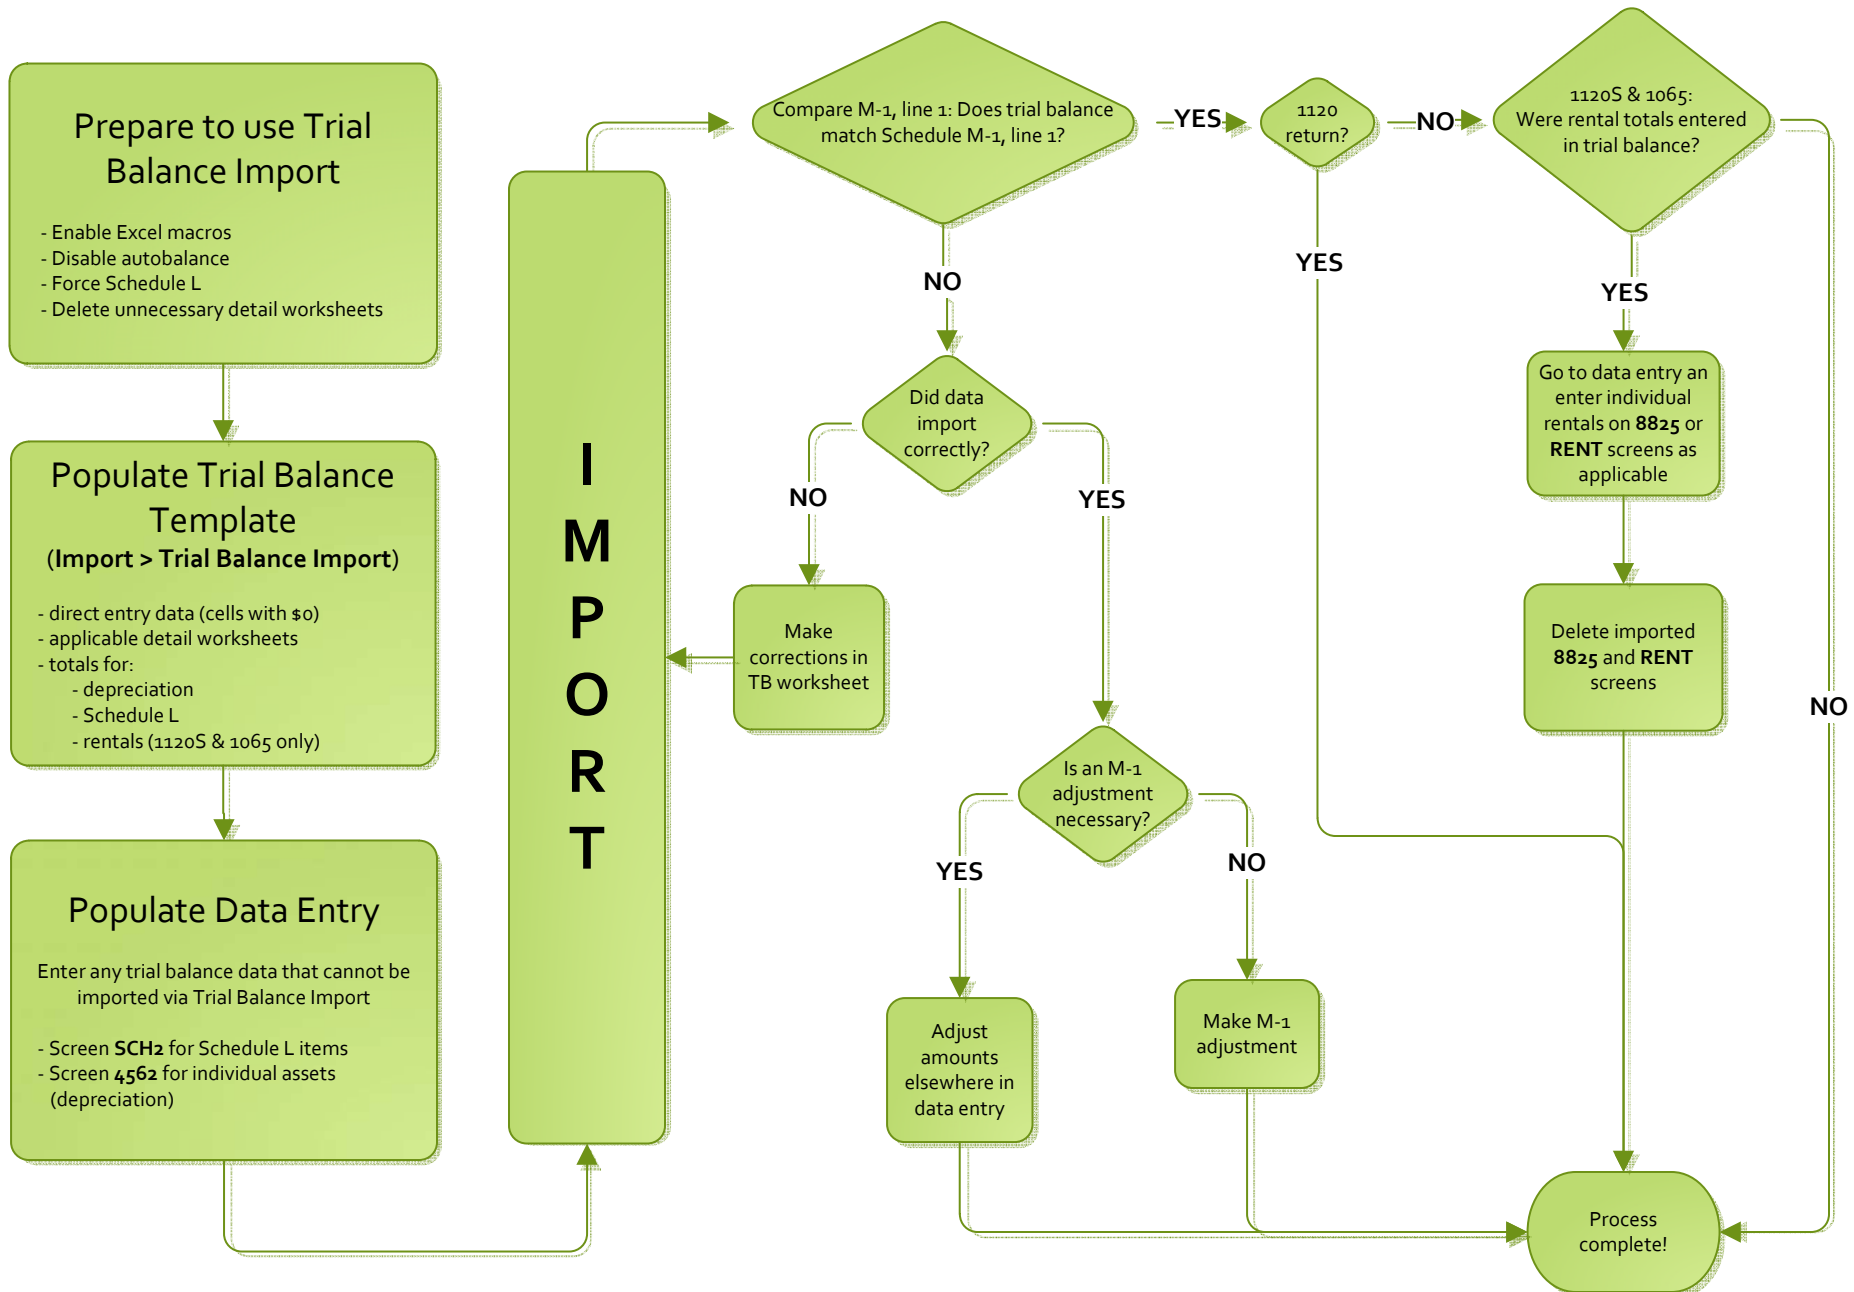 Prepare to use Trial
Balance Import
- Enable Excel macros
- Disable autobalance
- Force Schedule L
- Delete unnecessary detail worksheets
Populate Trial Balance
Template
(Import > Trial Balance Import)
- direct entry data (cells with $0)
- applicable detail worksheets
- totals for:
- depreciation
- Schedule L
- rentals (1120S & 1065 only)
Populate Data Entry
Enter any trial balance data that cannot be
imported via Trial Balance Import
- Screen SCH2 for Schedule L items
- Screen 4562 for individual assets
(depreciation)
I
M
P
O
R
T
Compare M-1, line 1: Does trial balance
match Schedule M-1, line 1?
YES
NO
Did data
import
correctly?
NO
YES
Make
corrections in
TB worksheet
Is an M-1
adjustment
necessary?
YES
NO
Adjust
amounts
elsewhere in
data entry
Make M-1
adjustment
1120
return?
NO
YES
1120S & 1065:
Were rental totals entered
in trial balance?
YES
NO
Go to data entry an
enter individual
rentals on 8825 or
RENT screens as
applicable
Delete imported
8825 and RENT
screens
Process
complete!